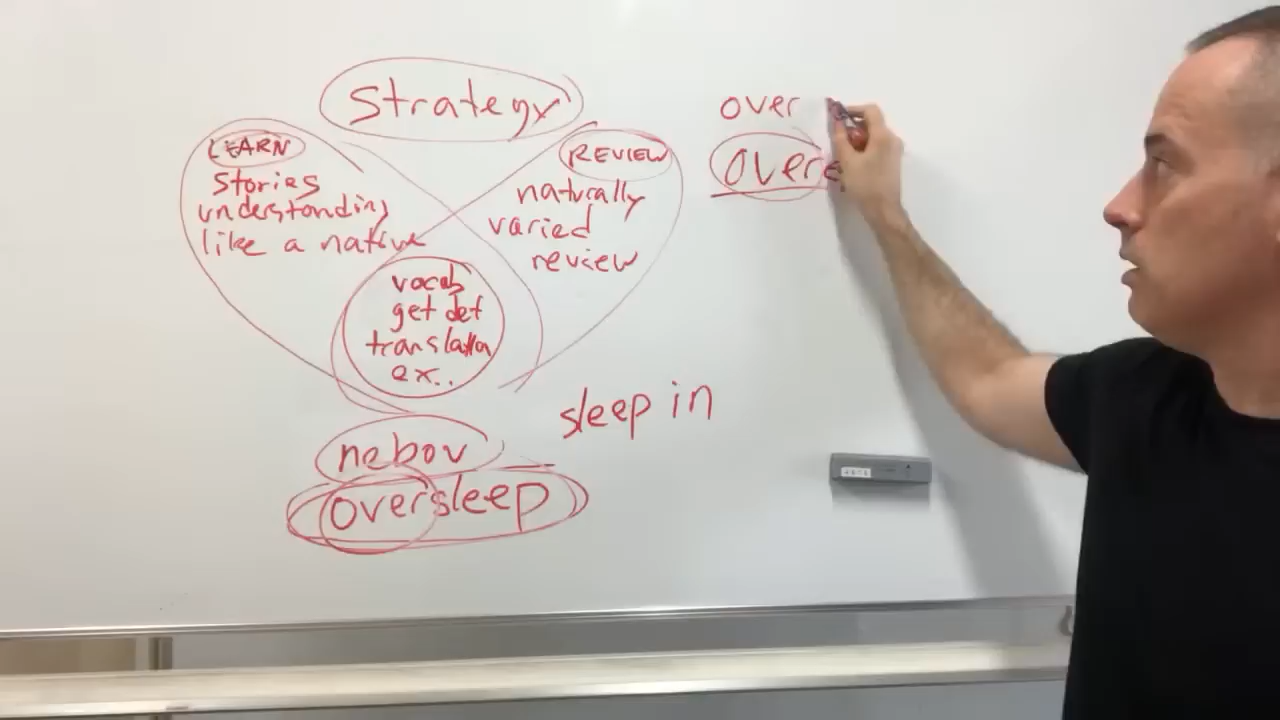 Strategy
LEARN
stories
understanding
like a native
REVIEW
naturally
varied
review
vocab
get def
translation
ex..
sleep in
nebov
oversleep
over
overe